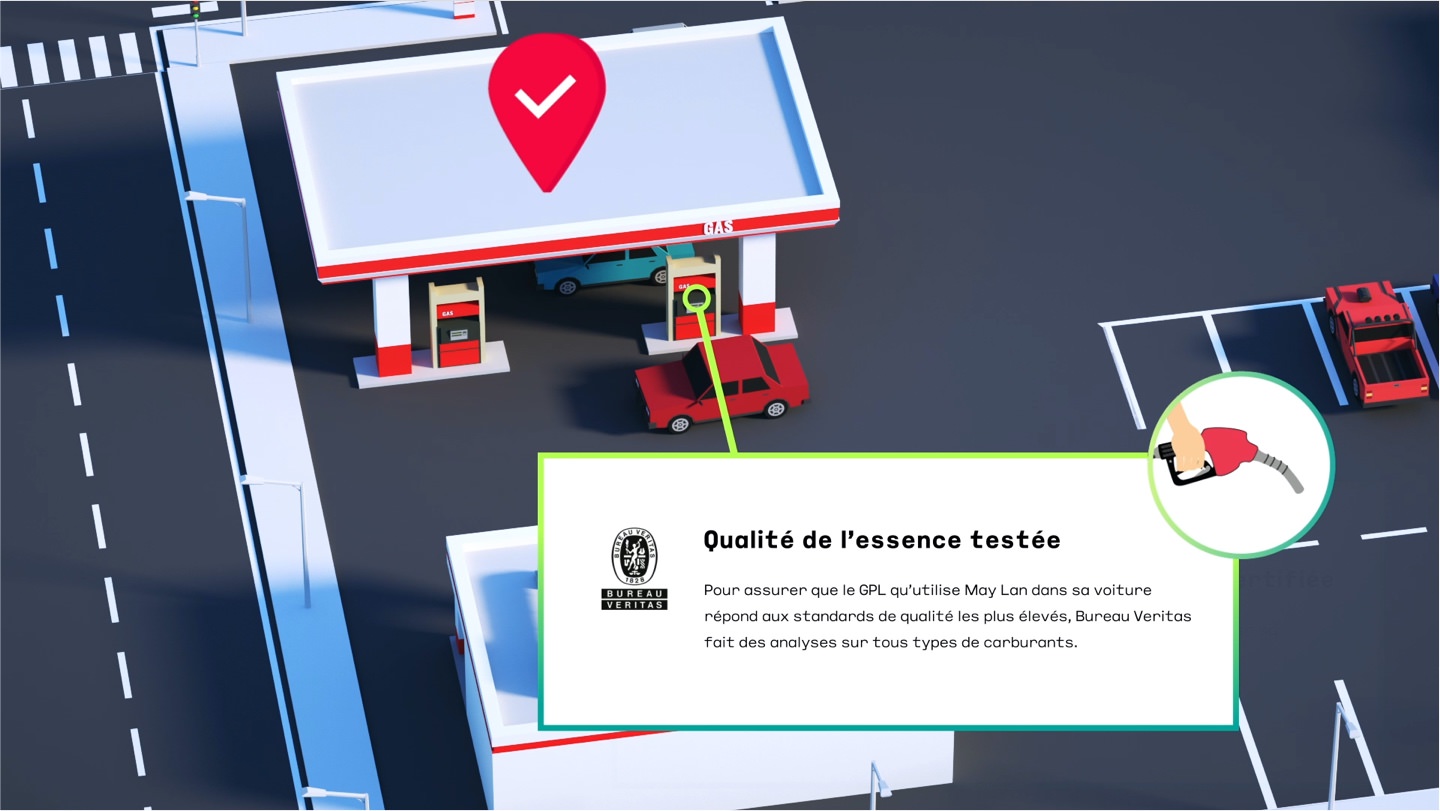 GAS
GAS
GAS
BUREAU VERITAS
1828
BUREAU
VERITAS
Qualité de l'essence testée
Pour assurer que le GPL qu'utilise May Lan dans sa voiture
répond aux standards de qualité les plus élevés, Bureau Veritas
fait des analyses sur tous types de carburants.